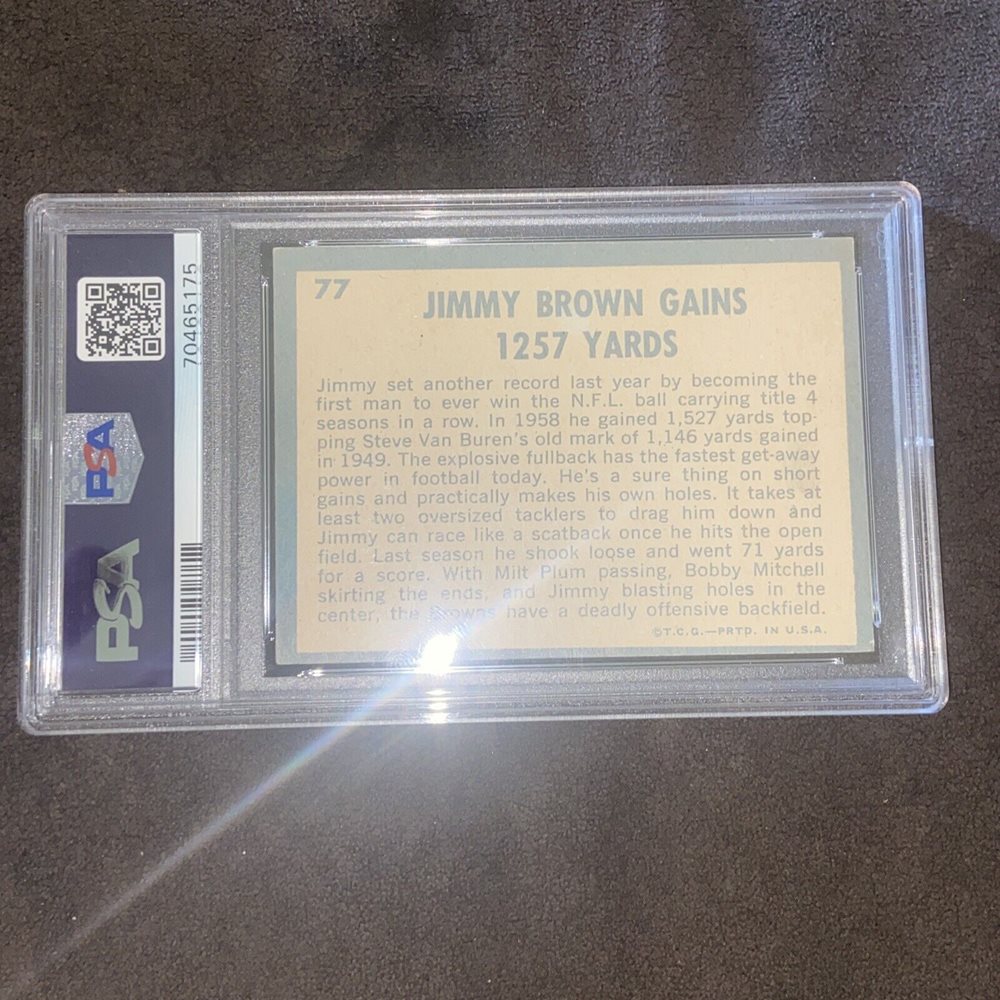 70465175
PSA
PSA
77
JIMMY BROWN GAINS
1257 YARDS
Jimmy set another record last year by becoming the
first man to ever win the N.F.L. ball carrying title 4
seasons in a row. In 1958 he gained 1,527 yards top-
ping Steve Van Buren's old mark of 1,146 yards gained
in 1949. The explosive fullback has the fastest get-away
power in football today. He's a sure thing on short
gains and practically makes his own holes. It takes at
least two oversized tacklers to drag him down and
Jimmy can race like a scatback once he hits the open
field. Last season he shook loose and went 71 yards
for a score. With Milt Plum passing, Bobby Mitchell
skirting the ends, and Jimmy blasting holes in the
center, the Browns have a deadly offensive backfield.
©T.C.G.—PRTD. IN U.S.A.